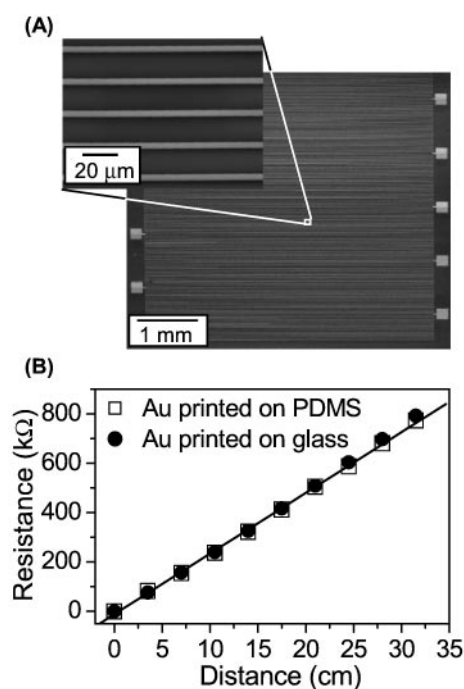 (A)
20 μm
1 mm
(B)
Resistance (kΩ)
800
600
400
200
0
□ Au printed on PDMS
● Au printed on glass
0 5 10 15 20 25 30 35
Distance (cm)